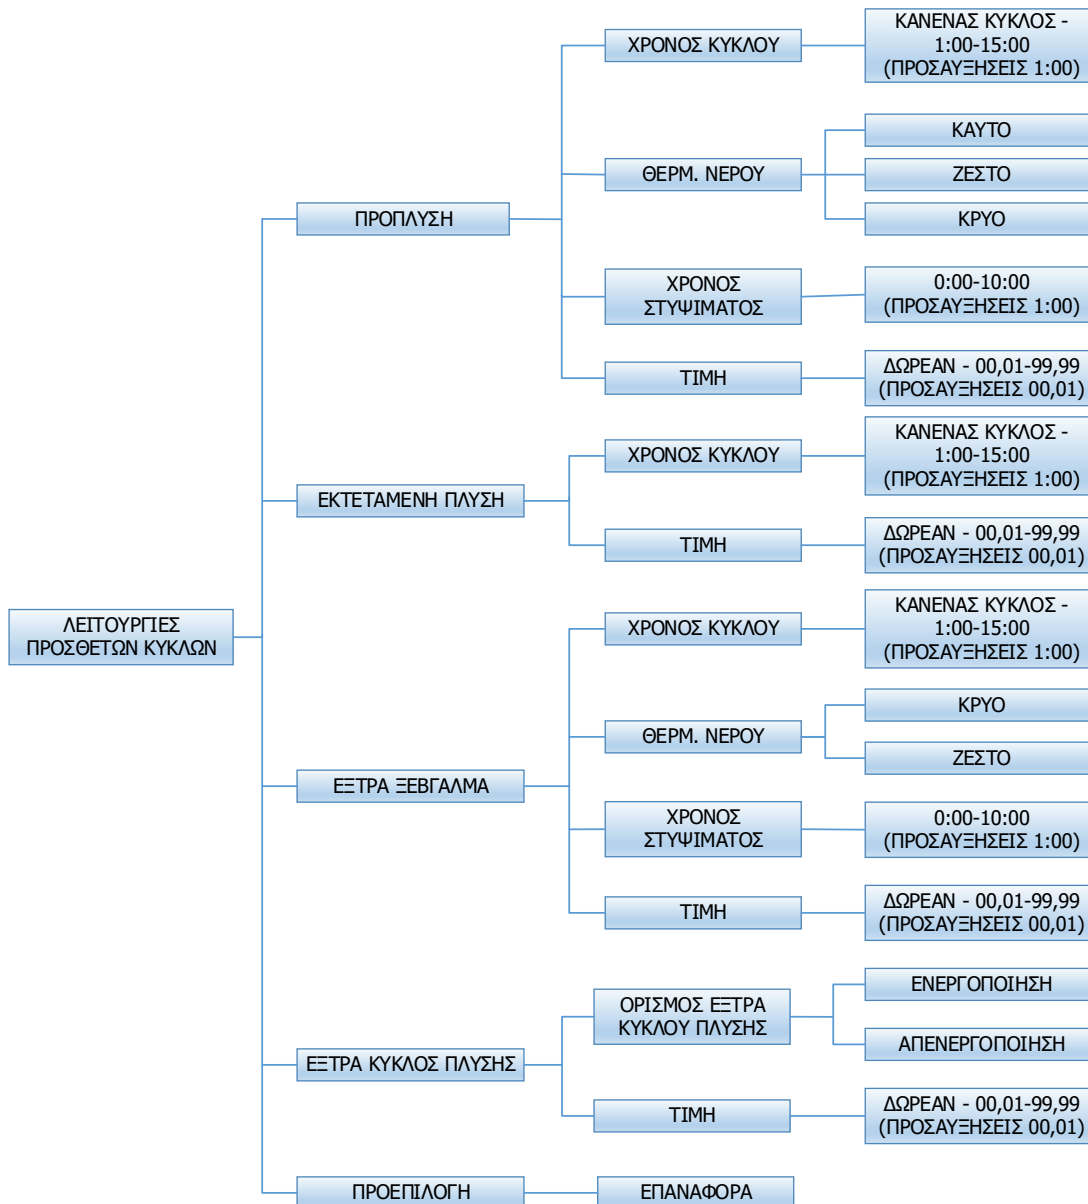 ΛΕΙΤΟΥΡΓΙΕΣ
ΠΡΟΣΘΕΤΩΝ ΚΥΚΛΩΝ
ΠΡΟΠΛΥΣΗ
ΧΡΟΝΟΣ ΚΥΚΛΟΥ
ΚΑΝΕΝΑΣ ΚΥΚΛΟΣ -
1:00-15:00
(ΠΡΟΣΑΥΞΗΣΕΙΣ 1:00)
ΘΕΡΜ. ΝΕΡΟΥ
ΚΑΥΤΟ
ΖΕΣΤΟ
ΚΡΥΟ
ΧΡΟΝΟΣ
ΣΤΥΨΙΜΑΤΟΣ
0:00-10:00
(ΠΡΟΣΑΥΞΗΣΕΙΣ 1:00)
ΤΙΜΗ
ΔΩΡΕΑΝ - 00,01-99,99
(ΠΡΟΣΑΥΞΗΣΕΙΣ 00,01)
ΕΚΤΕΤΑΜΕΝΗ ΠΛΥΣΗ
ΧΡΟΝΟΣ ΚΥΚΛΟΥ
ΚΑΝΕΝΑΣ ΚΥΚΛΟΣ -
1:00-15:00
(ΠΡΟΣΑΥΞΗΣΕΙΣ 1:00)
ΤΙΜΗ
ΔΩΡΕΑΝ - 00,01-99,99
(ΠΡΟΣΑΥΞΗΣΕΙΣ 00,01)
ΕΞΤΡΑ ΞΕΒΓΑΛΜΑ
ΧΡΟΝΟΣ ΚΥΚΛΟΥ
ΚΑΝΕΝΑΣ ΚΥΚΛΟΣ -
1:00-15:00
(ΠΡΟΣΑΥΞΗΣΕΙΣ 1:00)
ΘΕΡΜ. ΝΕΡΟΥ
ΚΡΥΟ
ΖΕΣΤΟ
ΧΡΟΝΟΣ
ΣΤΥΨΙΜΑΤΟΣ
0:00-10:00
(ΠΡΟΣΑΥΞΗΣΕΙΣ 1:00)
ΤΙΜΗ
ΔΩΡΕΑΝ - 00,01-99,99
(ΠΡΟΣΑΥΞΗΣΕΙΣ 00,01)
ΕΞΤΡΑ ΚΥΚΛΟΣ ΠΛΥΣΗΣ
ΟΡΙΣΜΟΣ ΕΞΤΡΑ
ΚΥΚΛΟΥ ΠΛΥΣΗΣ
ΕΝΕΡΓΟΠΟΙΗΣΗ
ΑΠΕΝΕΡΓΟΠΟΙΗΣΗ
ΤΙΜΗ
ΔΩΡΕΑΝ - 00,01-99,99
(ΠΡΟΣΑΥΞΗΣΕΙΣ 00,01)
ΠΡΟΕΠΙΛΟΓΗ
ΕΠΑΝΑΦΟΡΑ